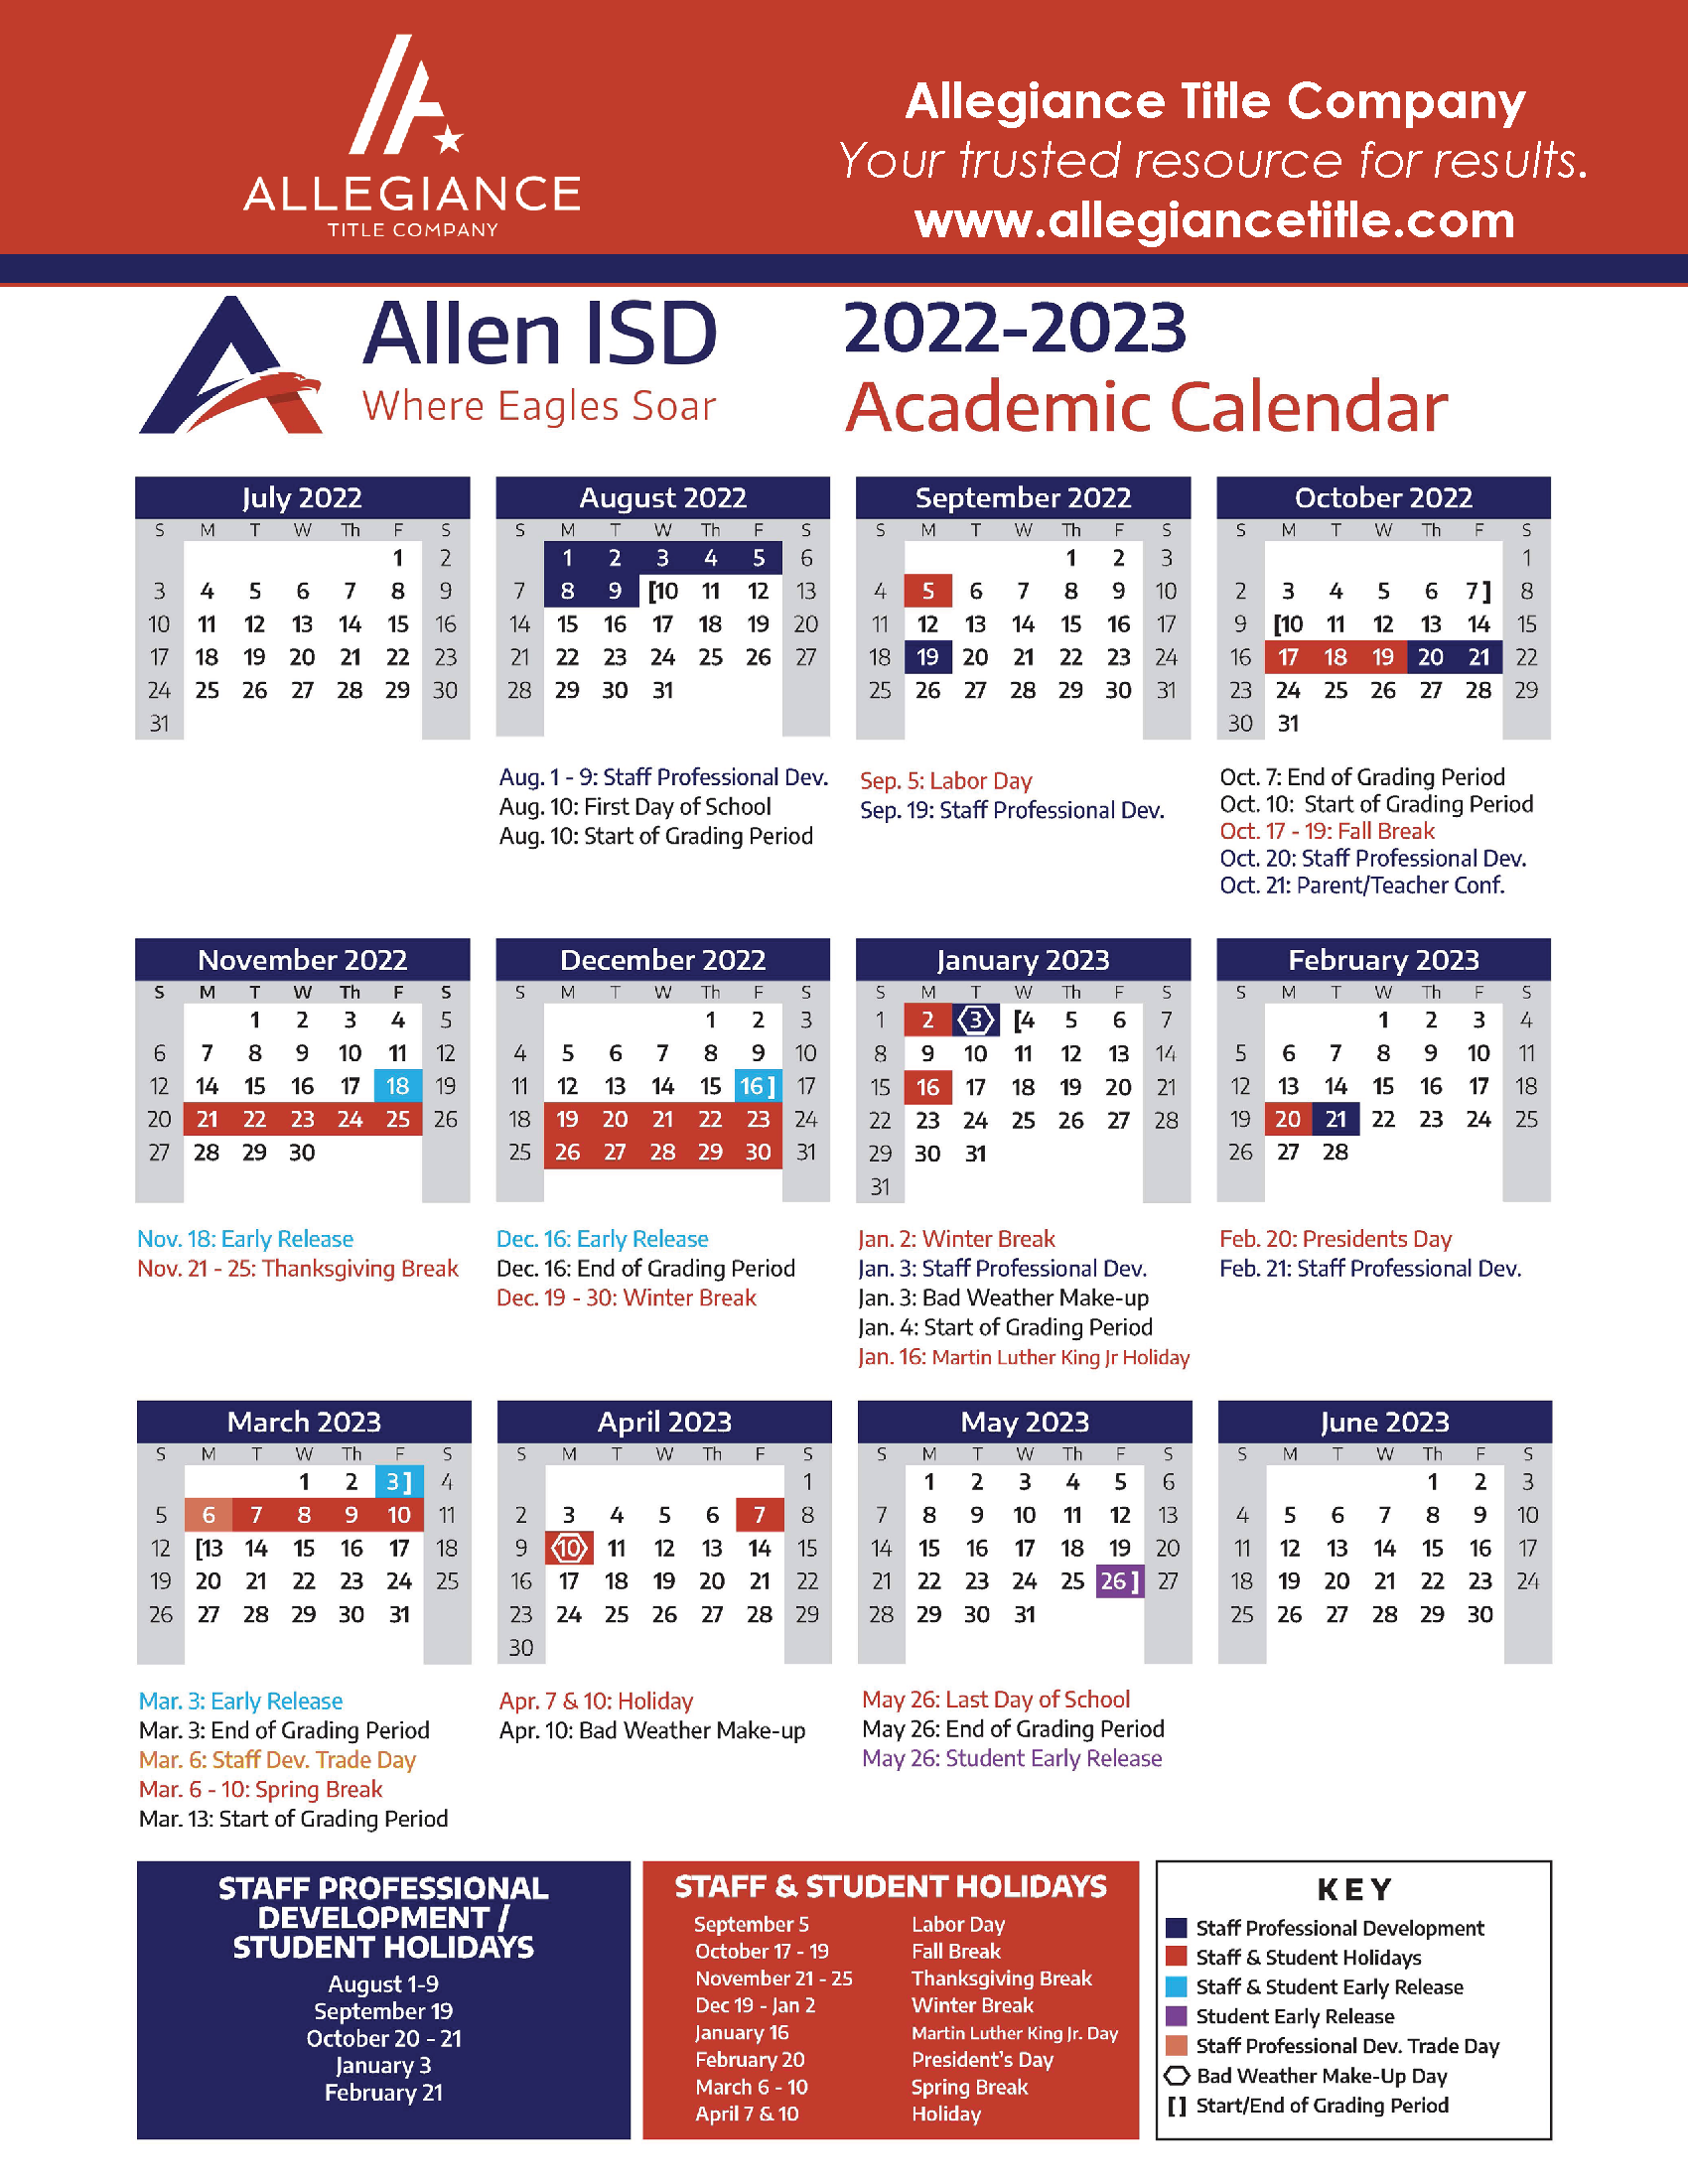 ALLEGIANCE
TITLE COMPANY
Allegiance Title Company
Your trusted resource for results.
www.allegiancetitle.com
Allen ISD
Where Eagles Soar
2022-2023
Academic Calendar
July 2022
S M T W Th F S
1 2
3 4 5 6 7 8 9
10 11 12 13 14 15 16
17 18 19 20 21 22 23
24 25 26 27 28 29 30
31
August 2022
S M T W Th F S
1 2 3 4 5 6
7 8 9 [10 11 12 13
14 15 16 17 18 19 20
21 22 23 24 25 26 27
28 29 30 31
Aug. 1 - 9: Staff Professional Dev.
Aug. 10: First Day of School
Aug. 10: Start of Grading Period
September 2022
S M T W Th F S
1 2 3
4 5 6 7 8 9 10
11 12 13 14 15 16 17
18 19 20 21 22 23 24
25 26 27 28 29 30 31
Sep. 5: Labor Day
Sep. 19: Staff Professional Dev.
October 2022
S M T W Th F S
1
2 3 4 5 6 7] 8
9 [10 11 12 13 14 15
16 17 18 19 20 21 22
23 24 25 26 27 28 29
30 31
Oct. 7: End of Grading Period
Oct. 10: Start of Grading Period
Oct. 17 - 19: Fall Break
Oct. 20: Staff Professional Dev.
Oct. 21: Parent/Teacher Conf.
November 2022
S M T W Th F S
1 2 3 4 5
6 7 8 9 10 11 12
12 14 15 16 17 18 19
20 21 22 23 24 25 26
27 28 29 30
Nov. 18: Early Release
Nov. 21 - 25: Thanksgiving Break
December 2022
S M T W Th F S
1 2 3
4 5 6 7 8 9 10
11 12 13 14 15 16] 17
18 19 20 21 22 23 24
25 26 27 28 29 30 31
Dec. 16: Early Release
Dec. 16: End of Grading Period
Dec. 19 - 30: Winter Break
January 2023
S M T W Th F S
1 2 3 [4 5 6 7
8 9 10 11 12 13 14
15 16 17 18 19 20 21
22 23 24 25 26 27 28
29 30 31
31
Jan. 2: Winter Break
Jan. 3: Staff Professional Dev.
Jan. 3: Bad Weather Make-up
Jan. 4: Start of Grading Period
Jan. 16: Martin Luther King Jr Holiday
February 2023
S M T W Th F S
1 2 3 4
5 6 7 8 9 10 11
12 13 14 15 16 17 18
19 20 21 22 23 24 25
26 27 28
Feb. 20: Presidents Day
Feb. 21: Staff Professional Dev.
March 2023
S M T W Th F S
1 2 3] 4
5 6 7 8 9 10 11
12 [13 14 15 16 17 18
19 20 21 22 23 24 25
26 27 28 29 30 31
Mar. 3: Early Release
Mar. 3: End of Grading Period
Mar. 6: Staff Dev. Trade Day
Mar. 6 - 10: Spring Break
Mar. 13: Start of Grading Period
April 2023
S M T W Th F S
1
2 3 4 5 6 7 8
9 10 11 12 13 14 15
16 17 18 19 20 21 22
23 24 25 26 27 28 29
30
Apr. 7 & 10: Holiday
Apr. 10: Bad Weather Make-up
May 2023
S M T W Th F S
1 2 3 4 5 6
7 8 9 10 11 12 13
14 15 16 17 18 19 20
21 22 23 24 25 26] 27
28 29 30 31
May 26: Last Day of School
May 26: End of Grading Period
May 26: Student Early Release
June 2023
S M T W Th F S
1 2 3
4 5 6 7 8 9 10
11 12 13 14 15 16 17
18 19 20 21 22 23 24
25 26 27 28 29 30
STAFF PROFESSIONAL
DEVELOPMENT /
STUDENT HOLIDAYS
August 1-9
September 19
October 20 - 21
January 3
February 21
STAFF & STUDENT HOLIDAYS
September 5 Labor Day
October 17 - 19 Fall Break
November 21 - 25 Thanksgiving Break
Dec 19 - Jan 2 Winter Break
January 16 Martin Luther King Jr. Day
February 20 President's Day
March 6 - 10 Spring Break
April 7 & 10 Holiday
KEY
Staff Professional Development
Staff & Student Holidays
Staff & Student Early Release
Student Early Release
Staff Professional Dev. Trade Day
Bad Weather Make-Up Day
[ ] Start/End of Grading Period